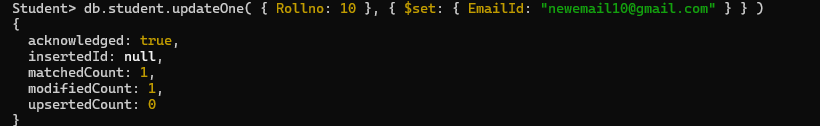 Student> db.student.updateOne( { Rollno: 10 }, { $set: { EmailId: "newemail10@gmail.com" } } )
{
  acknowledged: true,
  insertedId: null,
  matchedCount: 1,
  modifiedCount: 1,
  upsertedCount: 0
}